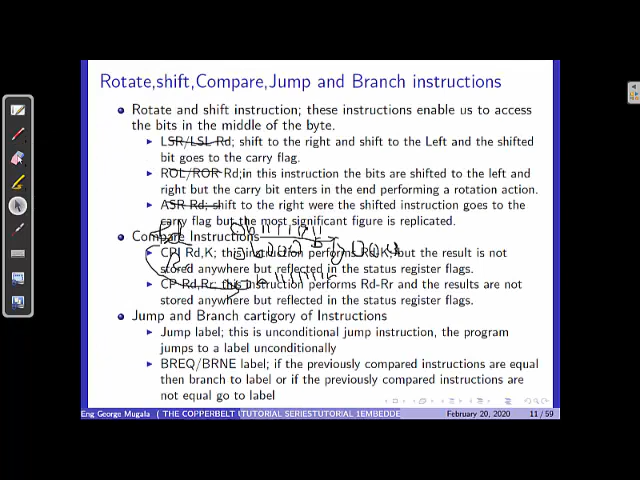 Rotate,shift,Compare,Jump and Branch instructions
Rotate and shift instruction; these instructions enable us to access
the bits in the middle of the byte.
LSR/LSL Rd; shift to the right and shift to the Left and the shifted
bit goes to the carry flag.
ROL/ROR Rd;in this instruction the bits are shifted to the left and
right but the carry bit enters in the end performing a rotation action.
ASR Rd; shift to the right were the shifted instruction goes to the
carry flag but the most significant figure is replicated.
Compare Instructions
CPI Rd,K; this instruction performs Rd-K, but the result is not
stored anywhere but reflected in the status register flags.
CP Rd,Rr; this instruction performs Rd-Rr and the results are not
stored anywhere but reflected in the status register flags.
Jump and Branch cartigory of Instructions
Jump label; this is unconditional jump instruction, the program
jumps to a label unconditionally
BREQ/BRNE label; if the previously compared instructions are equal
then branch to label or if the previously compared instructions are
not equal go to label
Eng George Mugala ( THE COPPERBELT UTUTORIAL SERIESTUTORIAL 1EMBEDDE February 20, 2020 11 / 59